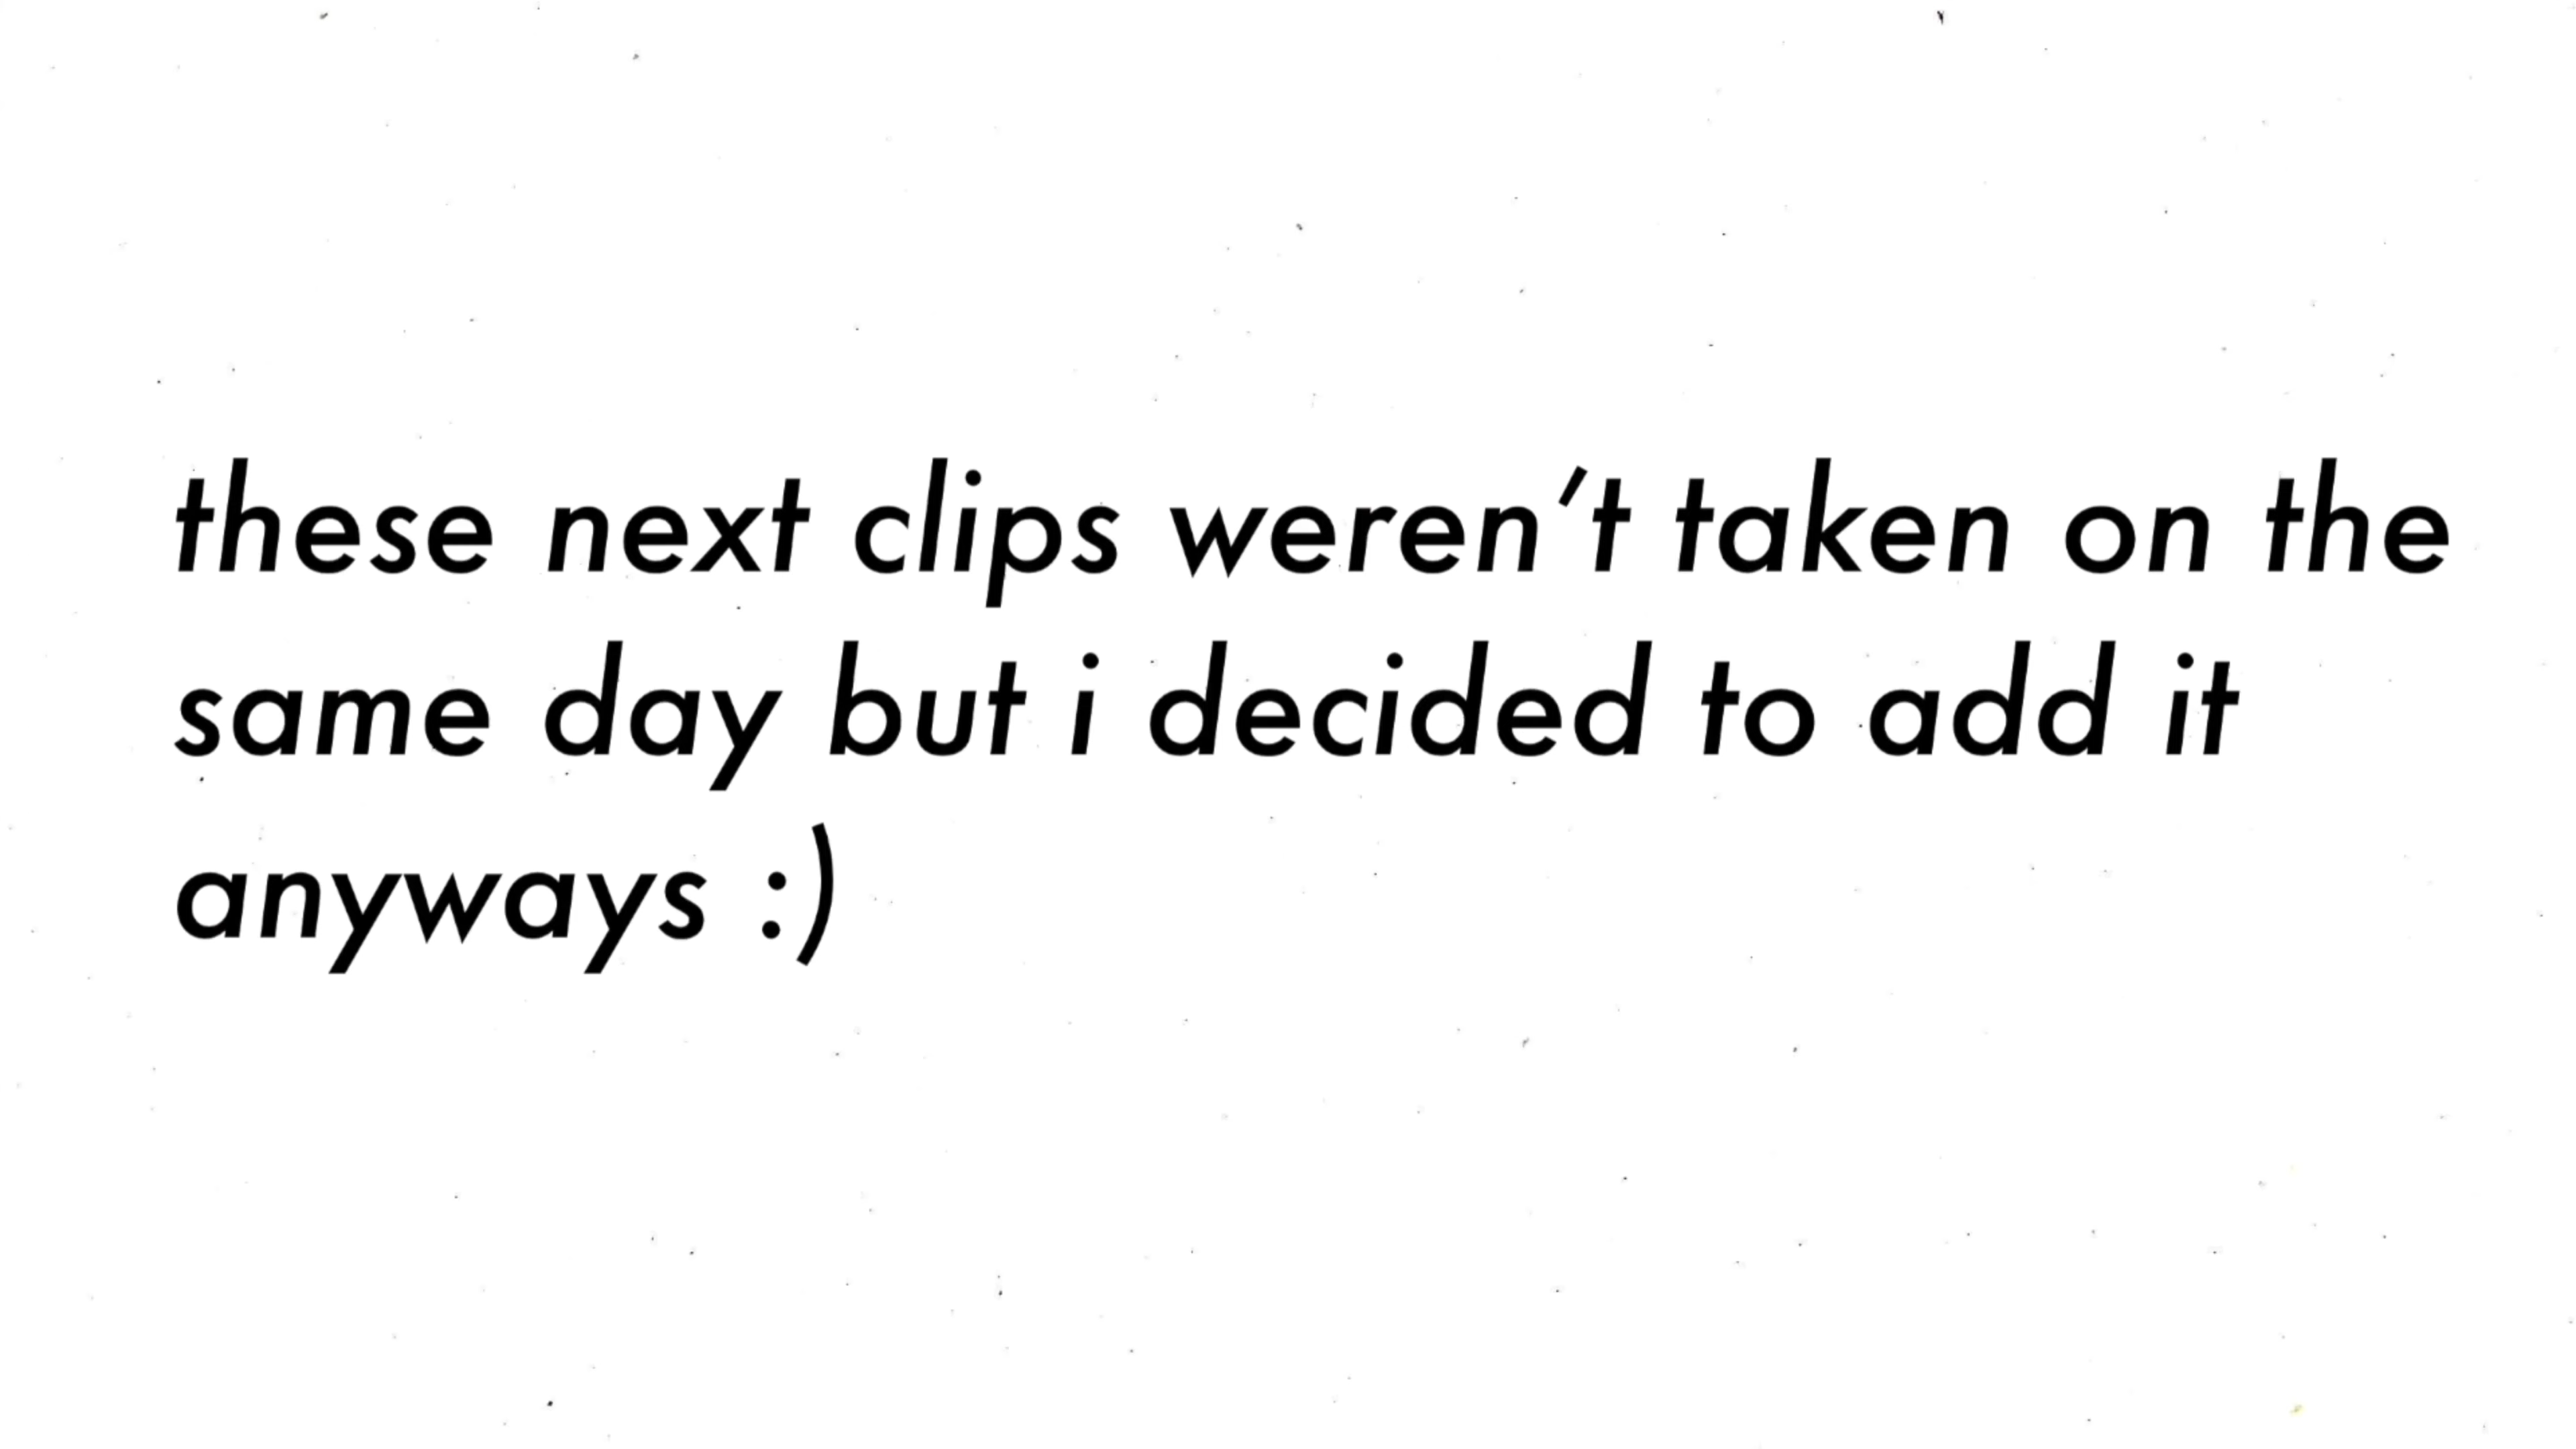 these next clips weren't taken on the
same day but i decided to add it
anyways :)